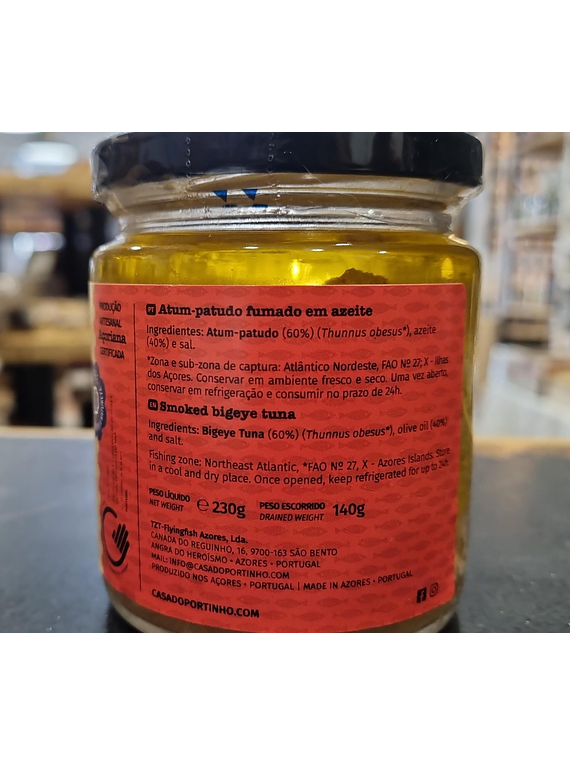 PRODUÇÃO
ARTESANAL
Açoriana
CERTIFICADA
PT Atum-patudo fumado em azeite
Ingredientes: Atum-patudo (60%) (Thunnus obesus*), azeite
(40%) e sal.
*Zona e sub-zona de captura: Atlântico Nordeste, FAO Nº 27, X - Ilhas
dos Açores. Conservar em ambiente fresco e seco. Uma vez aberto,
conservar em refrigeração e consumir no prazo de 24h.
EN Smoked bigeye tuna
Ingredients: Bigeye Tuna (60%) (Thunnus obesus*), olive oil (40%)
and salt.
Fishing zone: Northeast Atlantic, *FAO Nº 27, X - Azores Islands. Store
in a cool and dry place. Once opened, keep refrigerated for up to 24h.
PESO LÍQUIDO
NET WEIGHT
℮ 230g
PESO ESCORRIDO
DRAINED WEIGHT
140g
TZT-Flyingfish Azores, Lda.
CANADA DO REGUINHO, 16, 9700-163 SÃO BENTO
ANGRA DO HEROÍSMO • AZORES • PORTUGAL
MAIL: INFO@CASADOPORTINHO.COM
PRODUZIDO NOS AÇORES • PORTUGAL | MADE IN AZORES • PORTUGAL
CASADOPORTINHO.COM